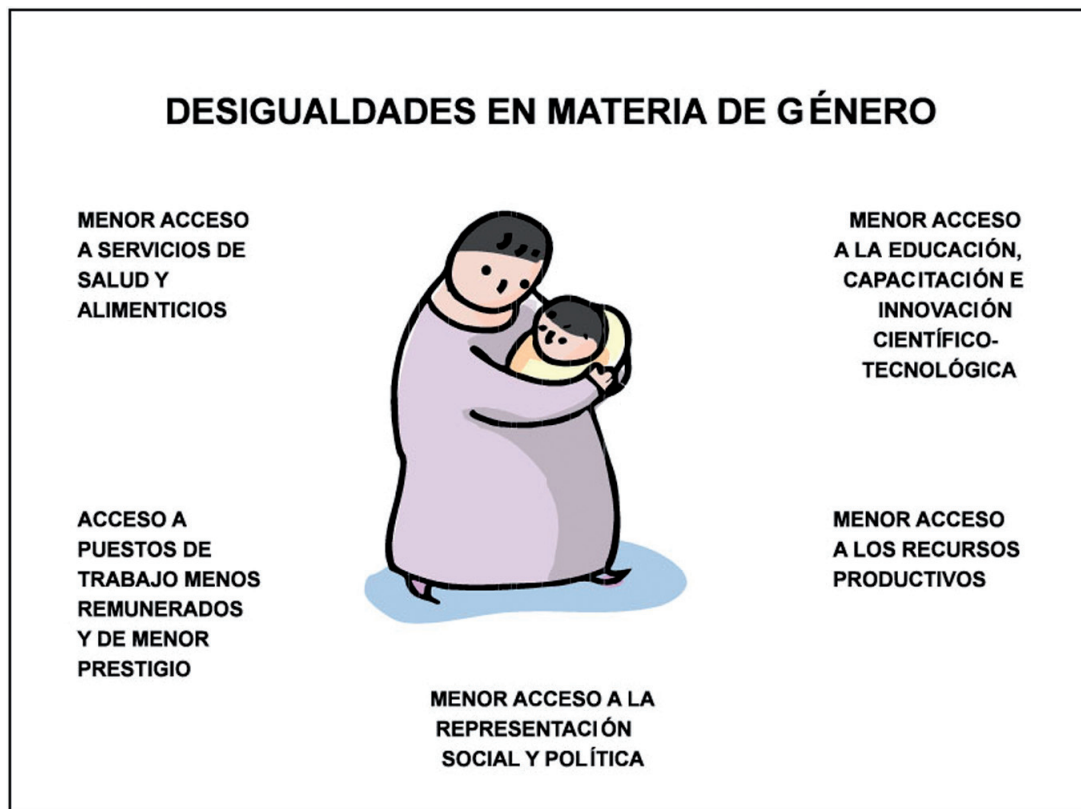 DESIGUALDADES EN MATERIA DE GÉNERO
MENOR ACCESO
A SERVICIOS DE
SALUD Y
ALIMENTICIOS
MENOR ACCESO
A LA EDUCACIÓN,
CAPACITACIÓN E
INNOVACIÓN
CIENTÍFICO-
TECNOLÓGICA
ACCESO A
PUESTOS DE
TRABAJO MENOS
REMUNERADOS
Y DE MENOR
PRESTIGIO
MENOR ACCESO
A LOS RECURSOS
PRODUCTIVOS
MENOR ACCESO A LA
REPRESENTACIÓN
SOCIAL Y POLÍTICA